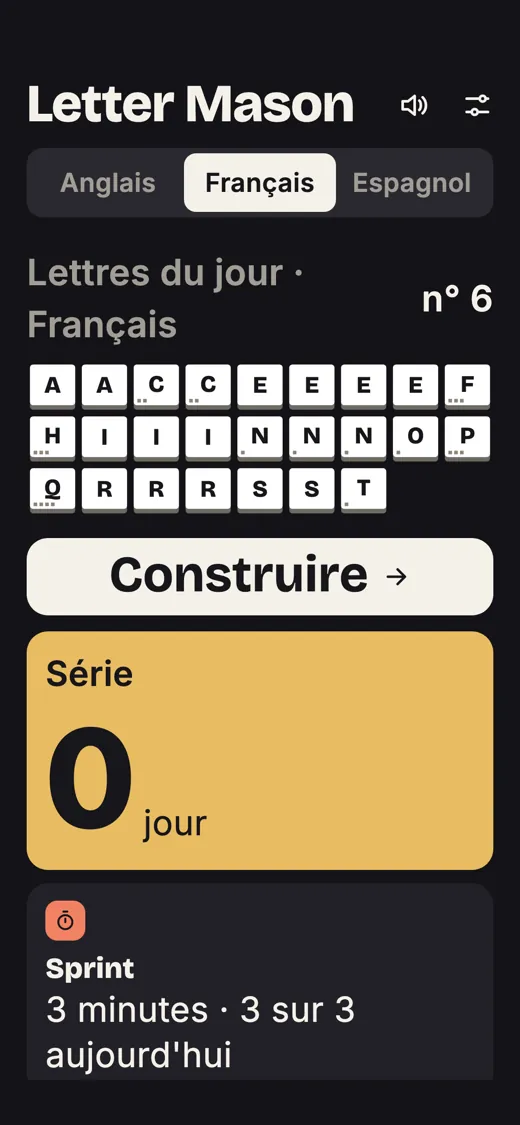 Letter Mason
Anglais Français Espagnol
Lettres du jour ·
Français
n° 6
A A C C E E E E F
H I I I N N N O P
Q R R R S S T
Construire →
Série
0 jour
Sprint
3 minutes · 3 sur 3
aujourd'hui